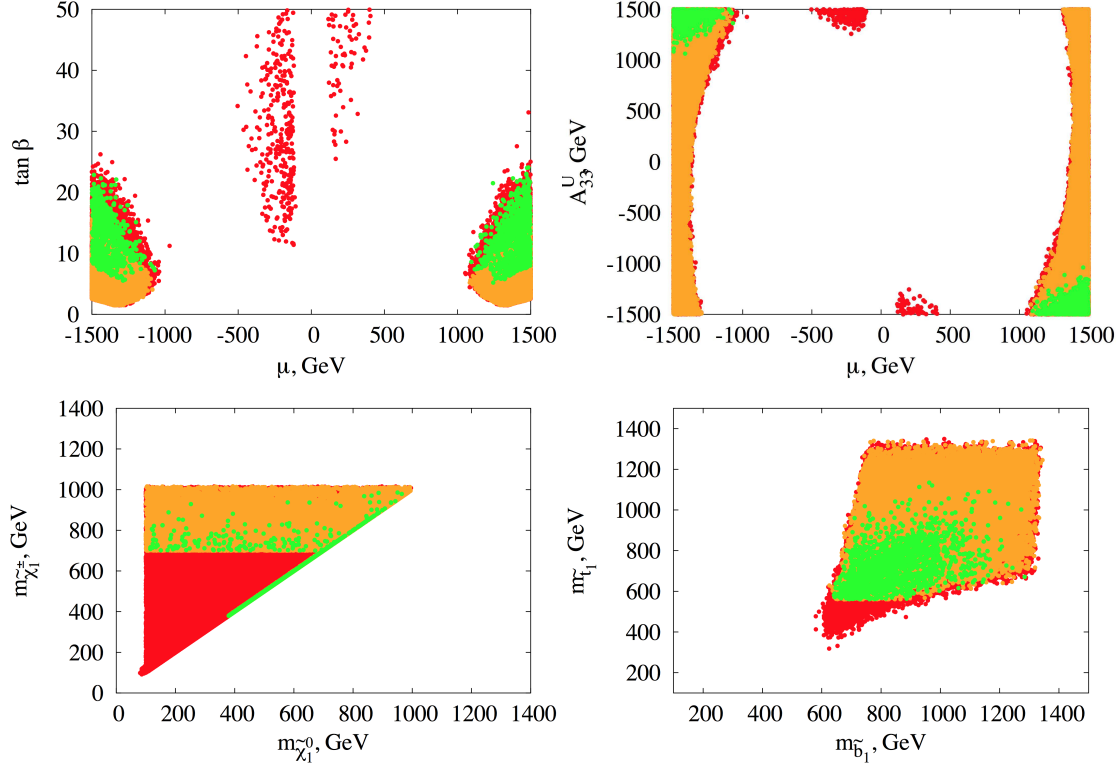 50
40
30
20
10
0
tan β
-1500 -1000 -500 0 500 1000 1500
μ, GeV
1500
1000
500
0
-500
-1000
-1500
A^U_33, GeV
-1500 -1000 -500 0 500 1000 1500
μ, GeV
1400
1200
1000
800
600
400
200
0
m_χ̃₁^±, GeV
0 200 400 600 800 1000 1200 1400
m_χ̃₁^0, GeV
1400
1200
1000
800
600
400
200
m_t̃₁, GeV
200 400 600 800 1000 1200 1400
m_b̃₁, GeV